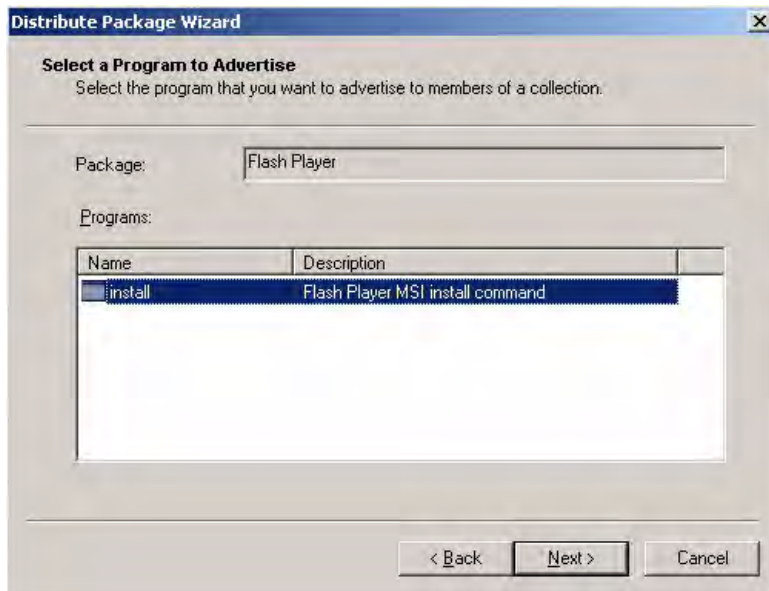 Distribute Package Wizard
Select a Program to Advertise
Select the program that you want to advertise to members of a collection.
Package: Flash Player
Programs:
Name Description
install Flash Player MSI install command
< Back Next > Cancel